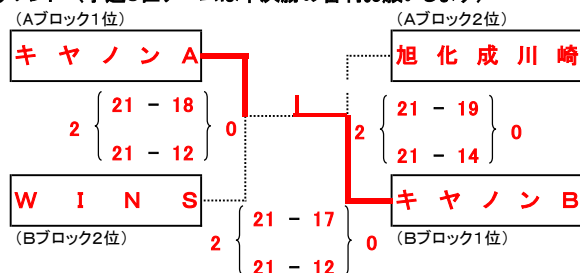 (Aブロック1位) (Aブロック2位)
キヤノンA 旭化成川崎
2 21 - 18 0 2 21 - 19 0
21 - 12 21 - 14
WINS キヤノンB
(Bブロック2位) (Bブロック1位)
2 21 - 17 0
21 - 12